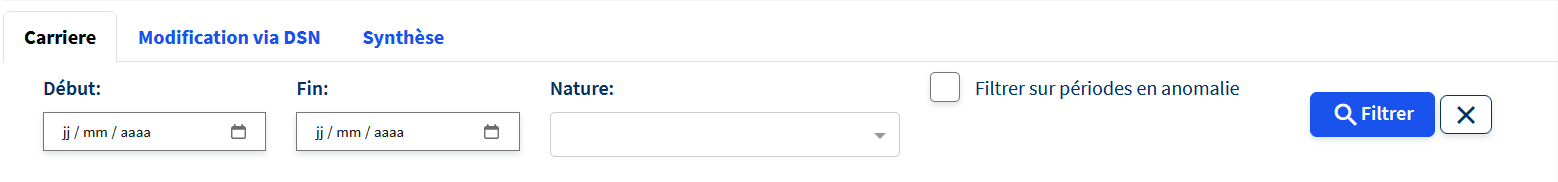 Carriere Modification via DSN Synthèse
Début: Fin: Nature: Filtrer sur périodes en anomalie
jj / mm / aaaa jj / mm / aaaa Filtrer